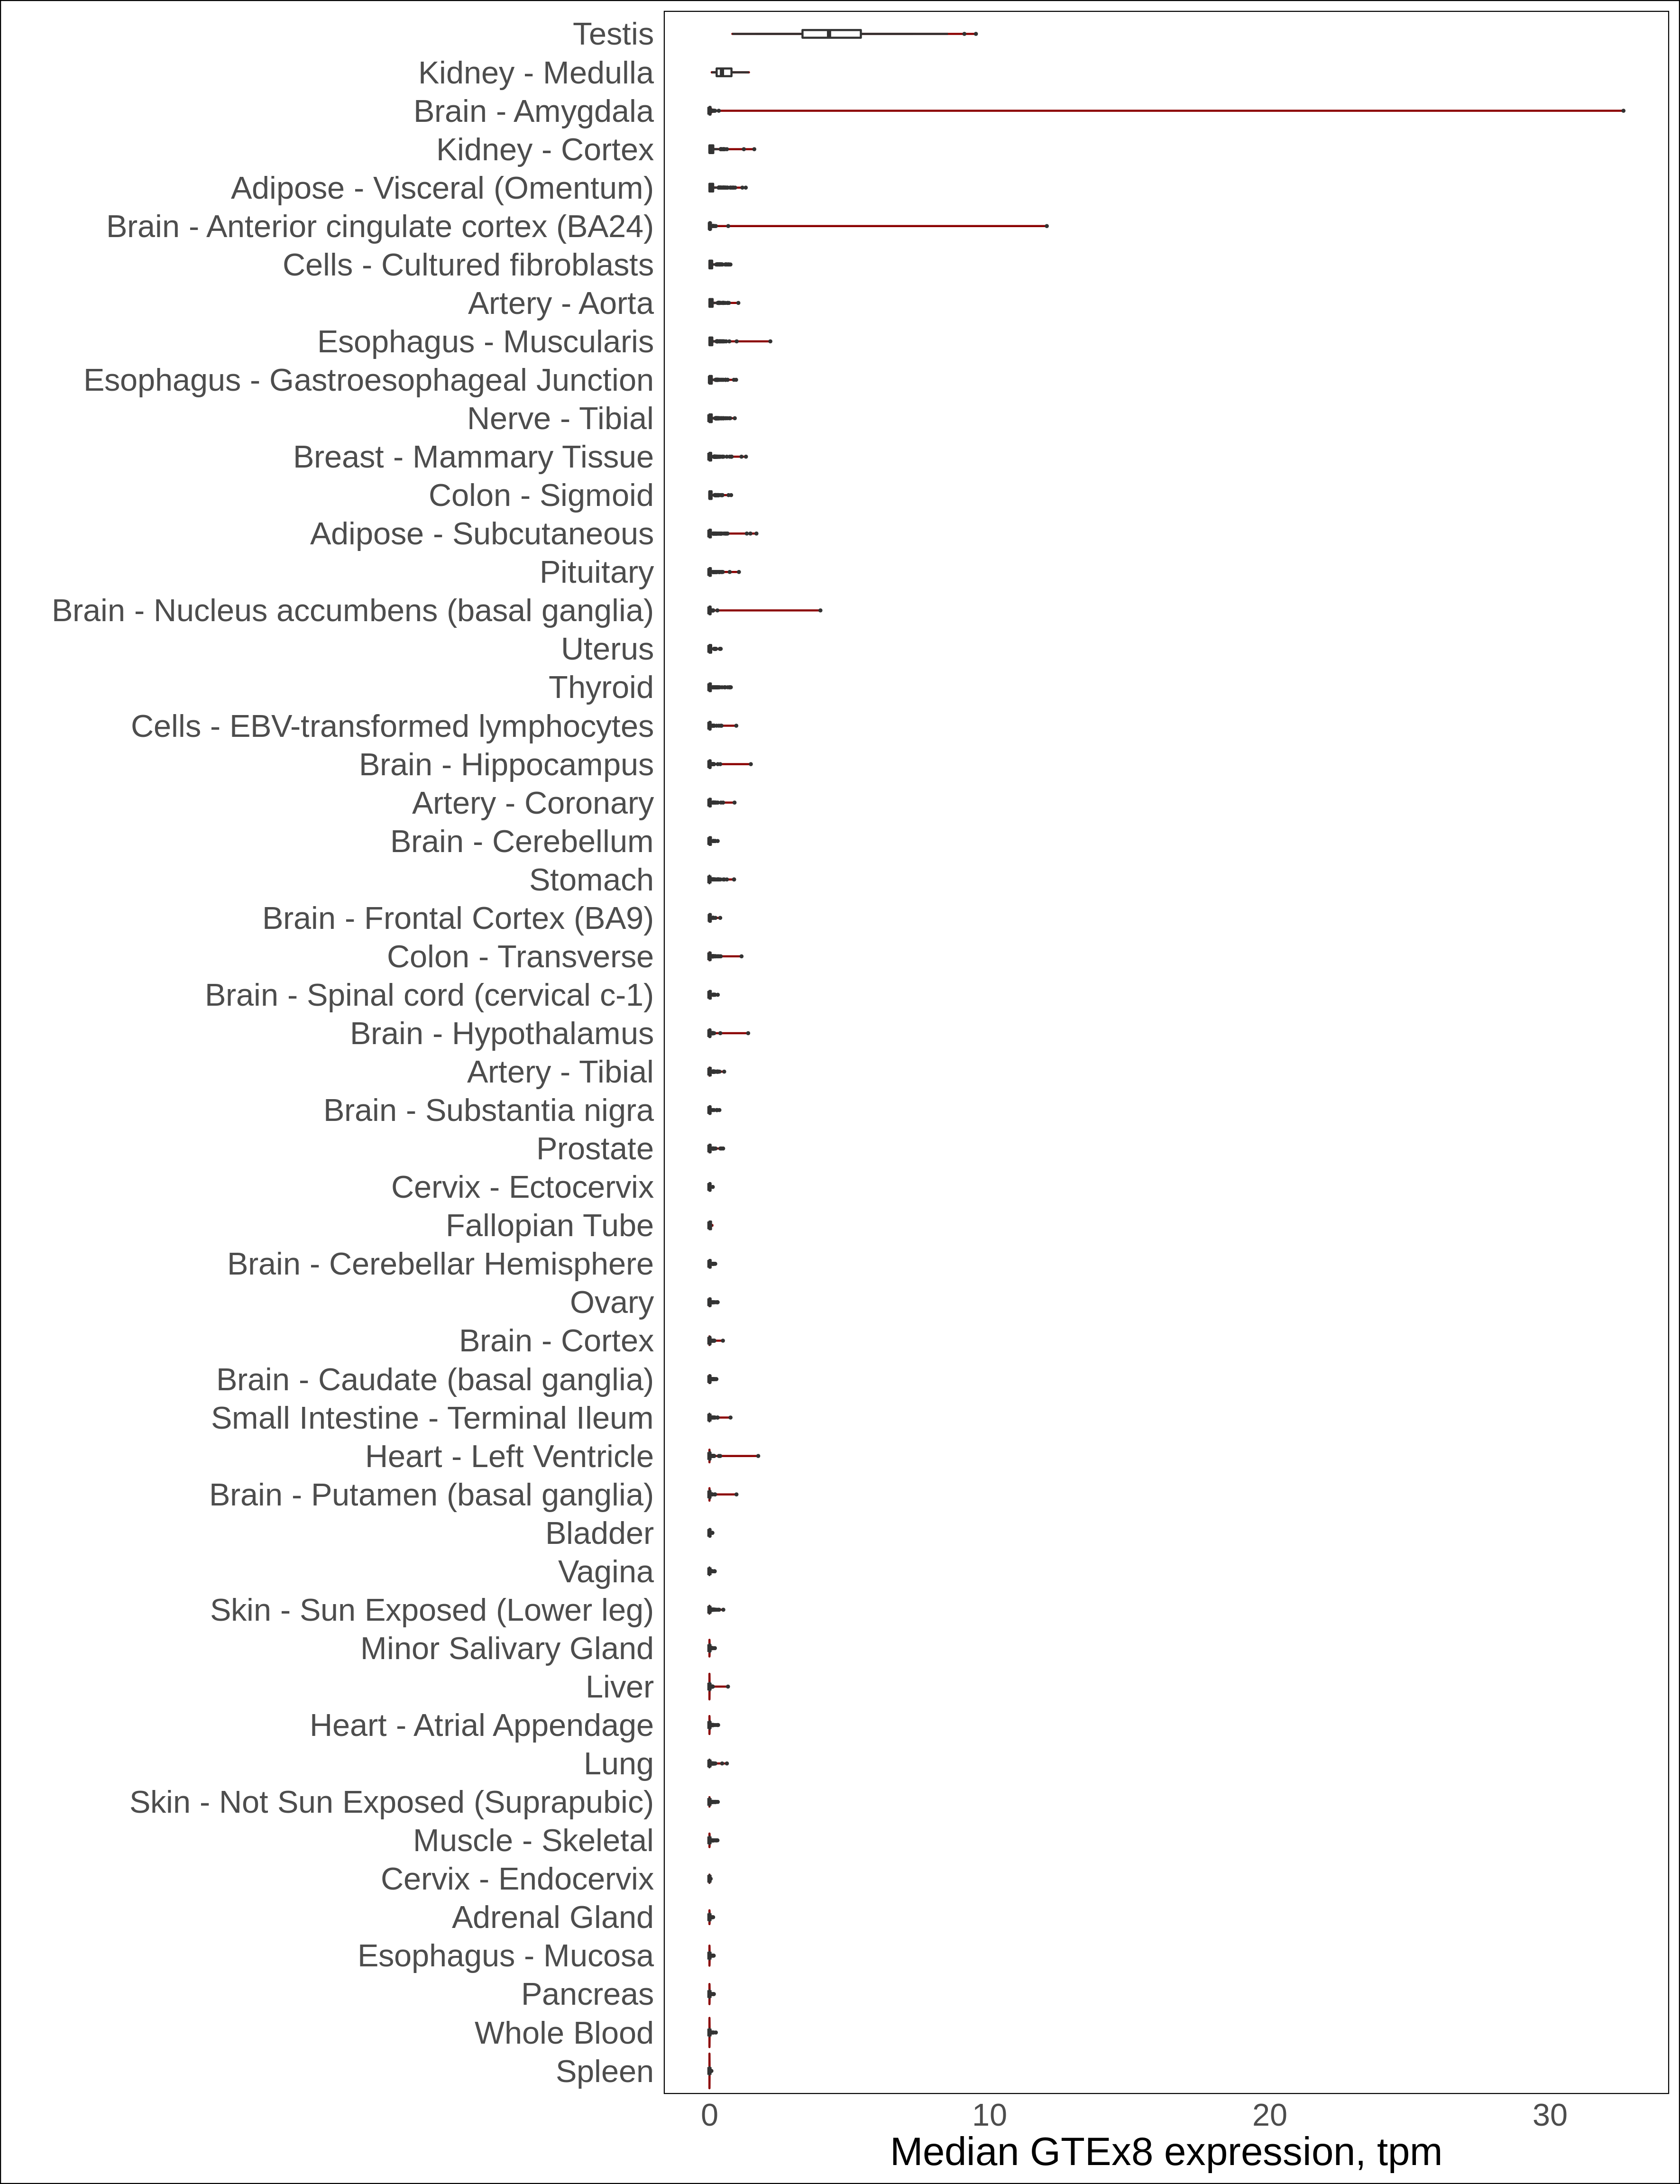 Testis
Kidney - Medulla
Brain - Amygdala
Kidney - Cortex
Adipose - Visceral (Omentum)
Brain - Anterior cingulate cortex (BA24)
Cells - Cultured fibroblasts
Artery - Aorta
Esophagus - Muscularis
Esophagus - Gastroesophageal Junction
Nerve - Tibial
Breast - Mammary Tissue
Colon - Sigmoid
Adipose - Subcutaneous
Pituitary
Brain - Nucleus accumbens (basal ganglia)
Uterus
Thyroid
Cells - EBV-transformed lymphocytes
Brain - Hippocampus
Artery - Coronary
Brain - Cerebellum
Stomach
Brain - Frontal Cortex (BA9)
Colon - Transverse
Brain - Spinal cord (cervical c-1)
Brain - Hypothalamus
Artery - Tibial
Brain - Substantia nigra
Prostate
Cervix - Ectocervix
Fallopian Tube
Brain - Cerebellar Hemisphere
Ovary
Brain - Cortex
Brain - Caudate (basal ganglia)
Small Intestine - Terminal Ileum
Heart - Left Ventricle
Brain - Putamen (basal ganglia)
Bladder
Vagina
Skin - Sun Exposed (Lower leg)
Minor Salivary Gland
Liver
Heart - Atrial Appendage
Lung
Skin - Not Sun Exposed (Suprapubic)
Muscle - Skeletal
Cervix - Endocervix
Adrenal Gland
Esophagus - Mucosa
Pancreas
Whole Blood
Spleen
0 10 20 30
Median GTEx8 expression, tpm